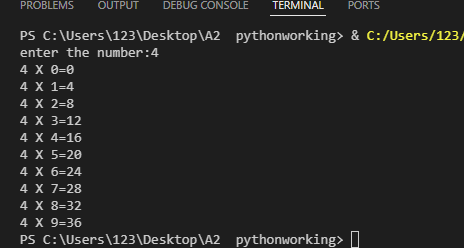 PROBLEMS OUTPUT DEBUG CONSOLE TERMINAL PORTS
PS C:\Users\123\Desktop\A2  pythonworking> & C:/Users/123/
enter the number:4
4 X 0=0
4 X 1=4
4 X 2=8
4 X 3=12
4 X 4=16
4 X 5=20
4 X 6=24
4 X 7=28
4 X 8=32
4 X 9=36
PS C:\Users\123\Desktop\A2  pythonworking>